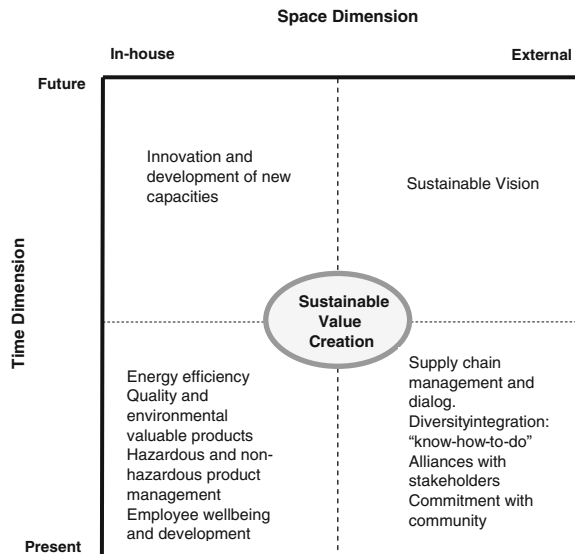 Space Dimension
In-house
External
Future
Time Dimension
Innovation and
development of new
capacities
Sustainable Vision
Sustainable
Value
Creation
Energy efficiency
Quality and
environmental
valuable products
Hazardous and non-
hazardous product
management
Employee wellbeing
and development
Supply chain
management and
dialog.
Diversityintegration:
“know-how-to-do”
Alliances with
stakeholders
Commitment with
community
Present